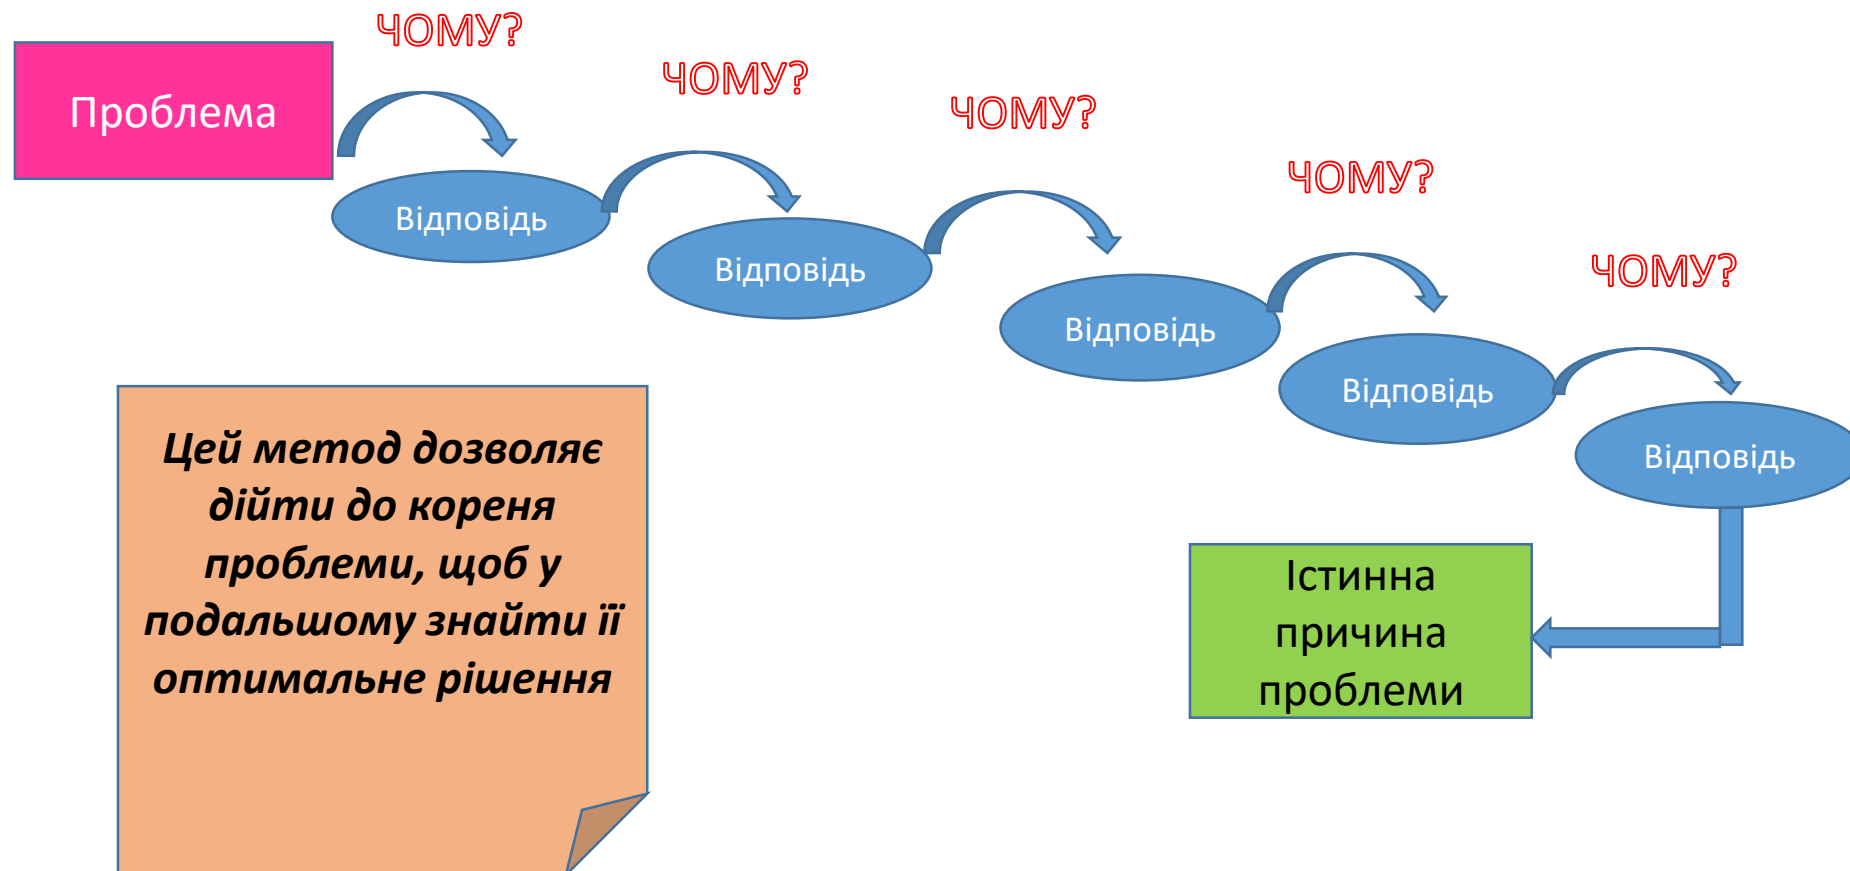 ЧОМУ?
Проблема
ЧОМУ?
ЧОМУ?
ЧОМУ?
ЧОМУ?
Відповідь
Відповідь
Відповідь
Відповідь
Відповідь
Цей метод дозволяє
дійти до кореня
проблеми, щоб у
подальшому знайти її
оптимальне рішення
Істинна
причина
проблеми